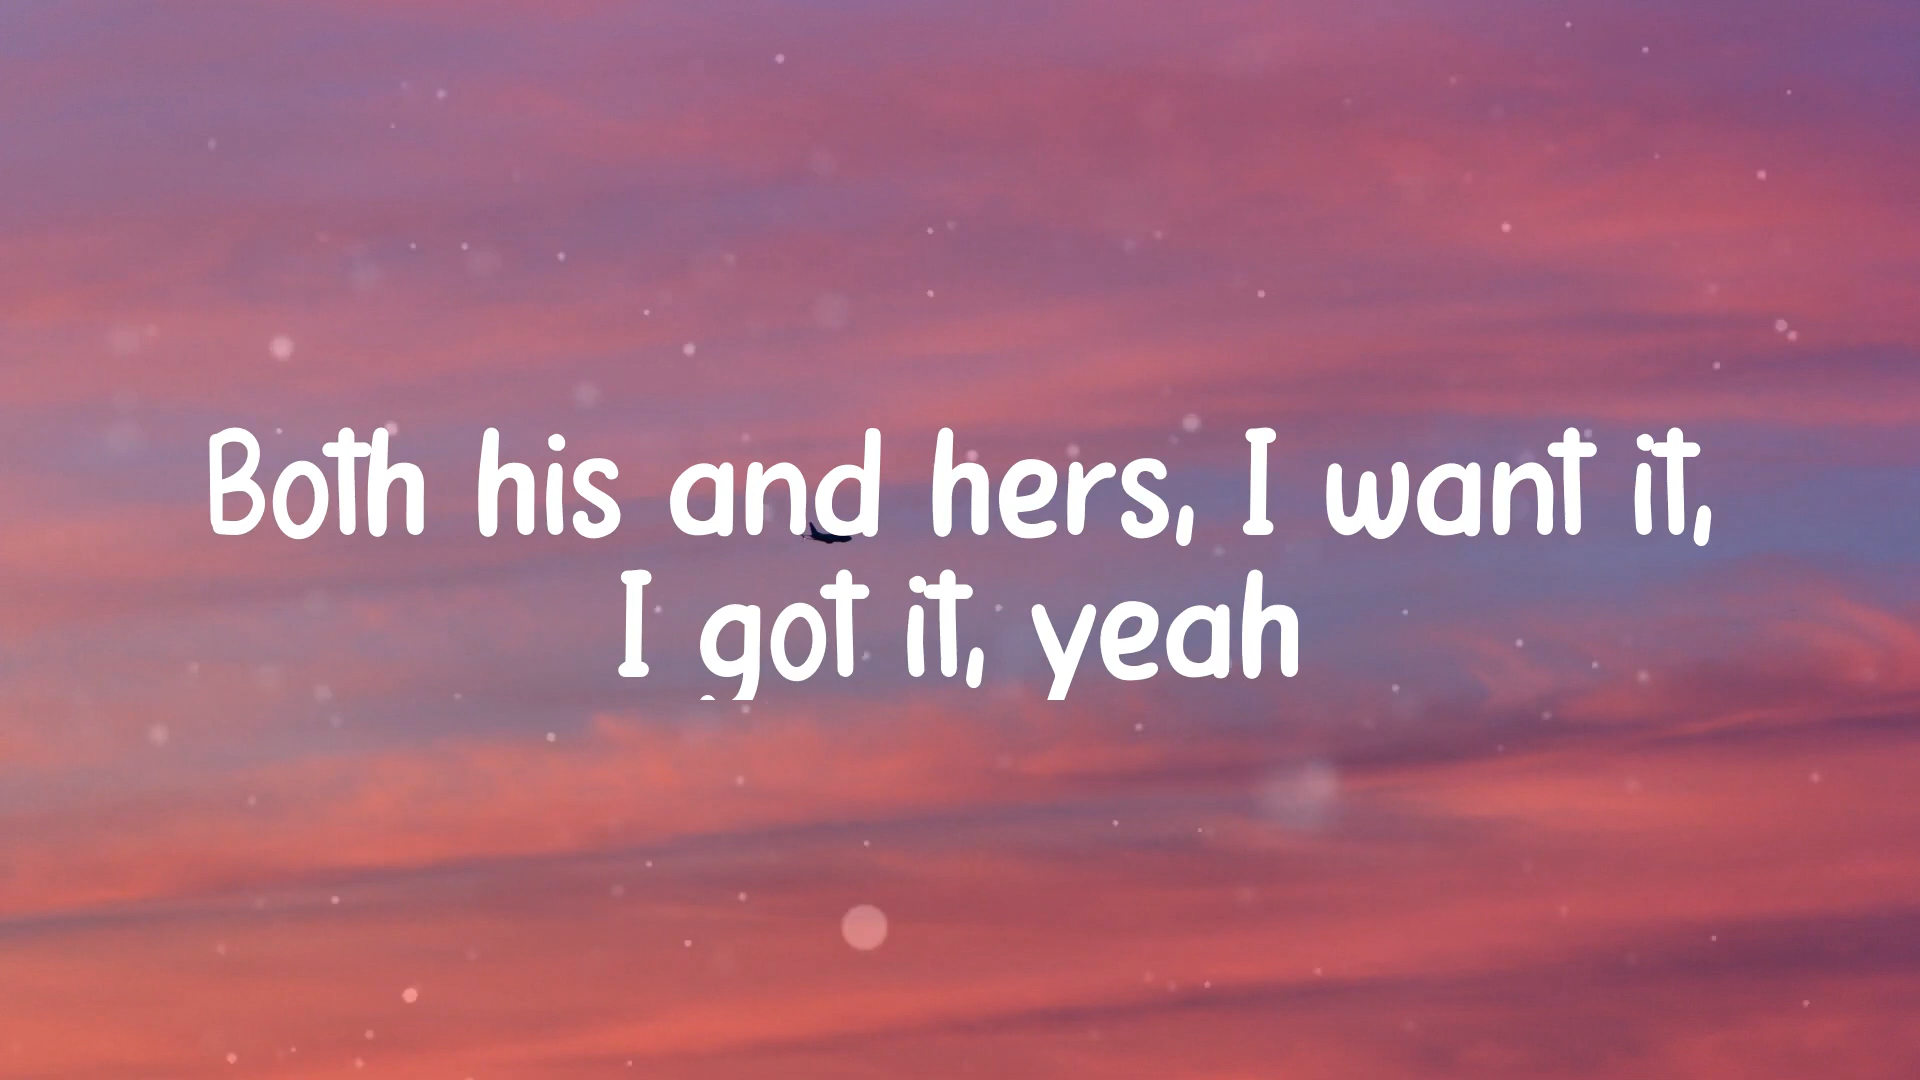 Both his and hers, I want it,
I got it, yeah